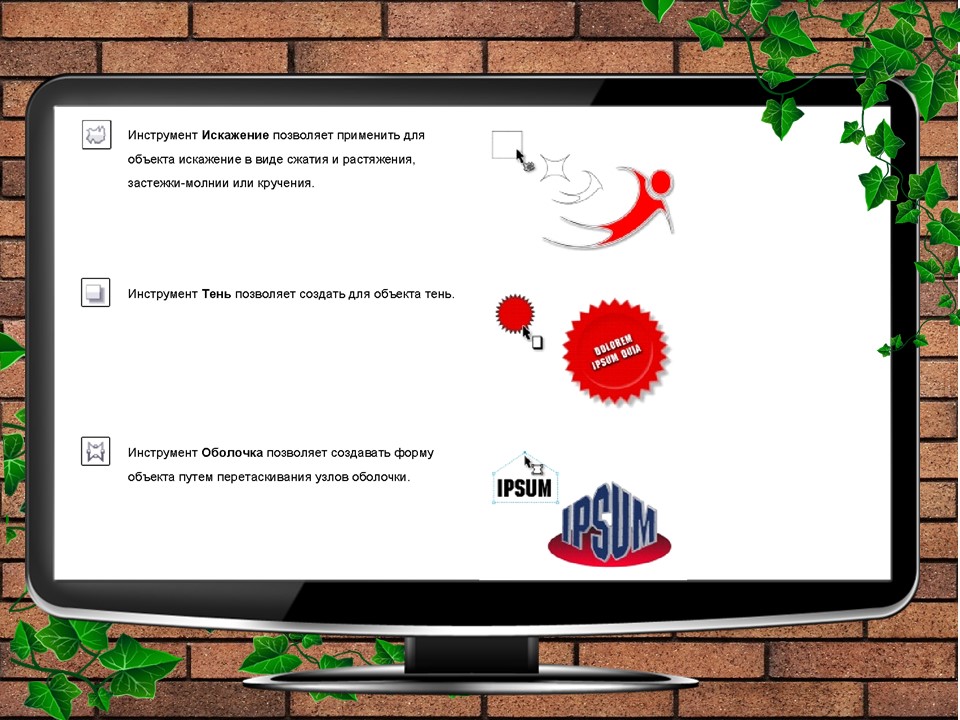 Инструмент Искажение позволяет применить для
объекта искажение в виде сжатия и растяжения,
застежки-молнии или кручения.
Инструмент Тень позволяет создать для объекта тень.
DOLOREM
IPSUM QUIA
Инструмент Оболочка позволяет создавать форму
объекта путем перетаскивания узлов оболочки.
IPSUM
IPSUM